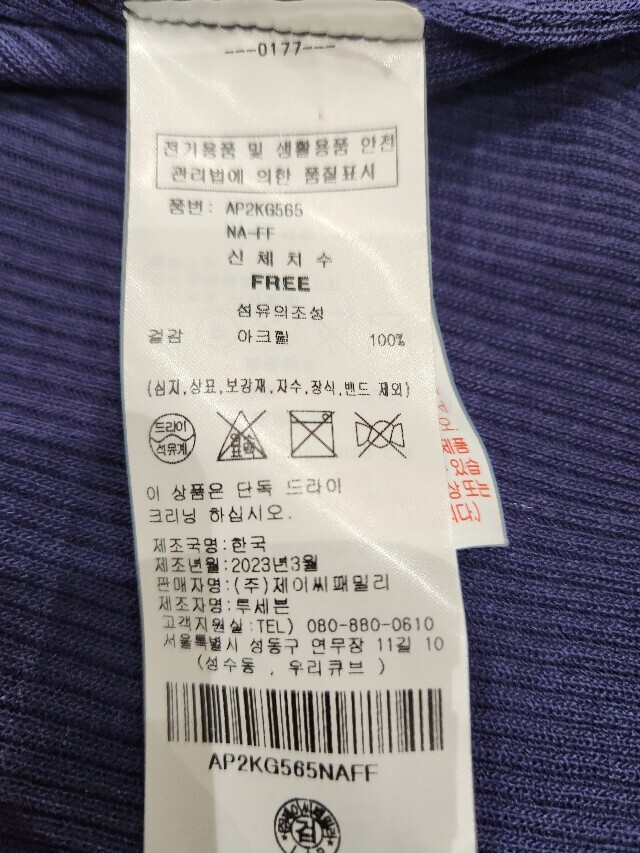 ---0177---
전기용품 및 생활용품 안전
관리법에 의한 품질표시
품번: AP2KG565
NA-FF
신체치수
FREE
섬유의조성
겉감 아크릴 100%
(심지,상표,보강재,자수,장식,밴드 제외)
드라이
석유계
표백
이 상품은 단독 드라이
크리닝 하십시오.
제조국명:한국
제조년월:2023년3월
판매자명:(주)제이씨패밀리
제조자명:투세븐
고객지원실:TEL) 080-880-0610
서울특별시 성동구 연무장 11길 10
(성수동 , 우리큐브 )
AP2KG565NAFF
검